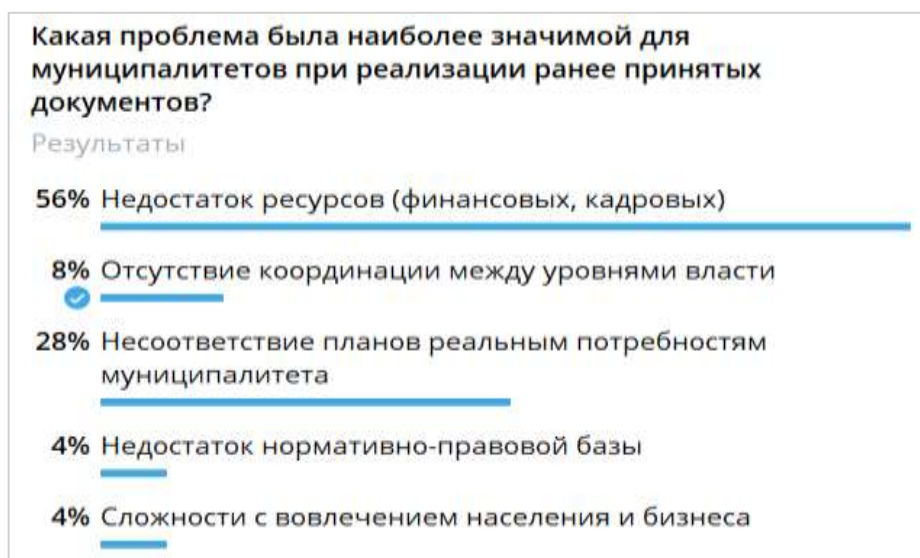 Какая проблема была наиболее значимой для
муниципалитетов при реализации ранее принятых
документов?
Результаты
56% Недостаток ресурсов (финансовых, кадровых)
8% Отсутствие координации между уровнями власти
28% Несоответствие планов реальным потребностям
муниципалитета
4% Недостаток нормативно-правовой базы
4% Сложности с вовлечением населения и бизнеса